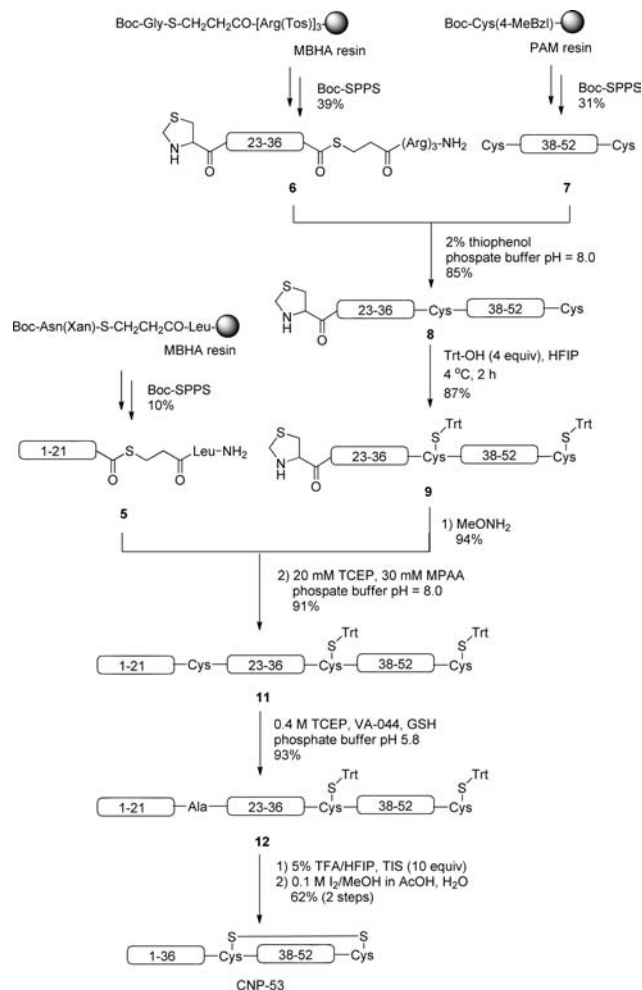 Boc-Gly-S-CH2CH2CO-[Arg(Tos)]3
MBHA resin
Boc-Cys(4-MeBzl)
PAM resin
Boc-SPPS
39%
Boc-SPPS
31%
S
HN
O
23-36
O
S
O
(Arg)3-NH2
6
Cys
38-52
Cys
7
2% thiophenol
phospate buffer pH = 8.0
85%
S
HN
O
23-36
Cys
38-52
Cys
8
Boc-Asn(Xan)-S-CH2CH2CO-Leu
MBHA resin
Trt-OH (4 equiv), HFIP
4 °C, 2 h
87%
Boc-SPPS
10%
1-21
O
S
O
Leu-NH2
5
S
HN
O
23-36
Trt
S
Cys
38-52
Trt
S
Cys
9
1) MeONH2
94%
2) 20 mM TCEP, 30 mM MPAA
phospate buffer pH = 8.0
91%
Trt
S
Trt
S
1-21
Cys
23-36
Cys
38-52
Cys
11
0.4 M TCEP, VA-044, GSH
phosphate buffer pH 5.8
93%
Trt
S
Trt
S
1-21
Ala
23-36
Cys
38-52
Cys
12
1) 5% TFA/HFIP, TIS (10 equiv)
2) 0.1 M I2/MeOH in AcOH, H2O
62% (2 steps)
S
S
1-36
Cys
38-52
Cys
CNP-53